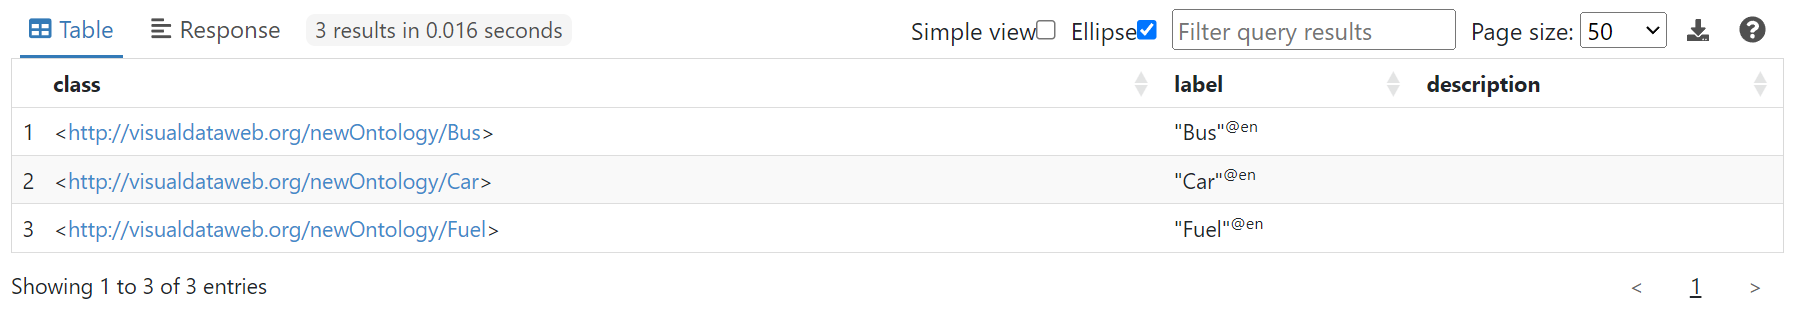 Table Response 3 results in 0.016 seconds Simple view Ellipse Filter query results Page size: 50
class label description
1 <http://visualdataweb.org/newOntology/Bus> "Bus"@en
2 <http://visualdataweb.org/newOntology/Car> "Car"@en
3 <http://visualdataweb.org/newOntology/Fuel> "Fuel"@en
Showing 1 to 3 of 3 entries < 1 >